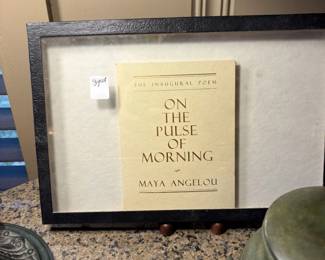 THE INAUGURAL POEM
ON
THE
PULSE
OF
MORNING
MAYA ANGELOU